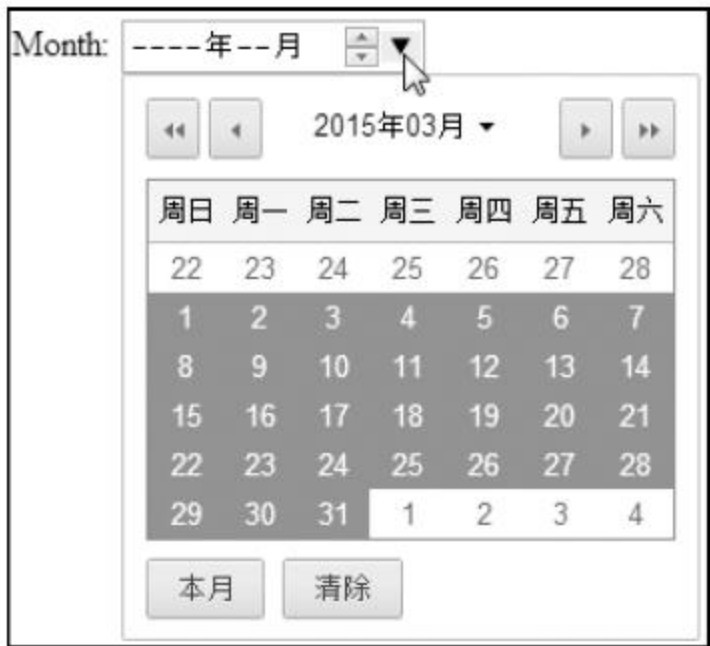 Month: ----年--月
2015年03月
周日 周一 周二 周三 周四 周五 周六
22 23 24 25 26 27 28
1 2 3 4 5 6 7
8 9 10 11 12 13 14
15 16 17 18 19 20 21
22 23 24 25 26 27 28
29 30 31 1 2 3 4
本月 清除